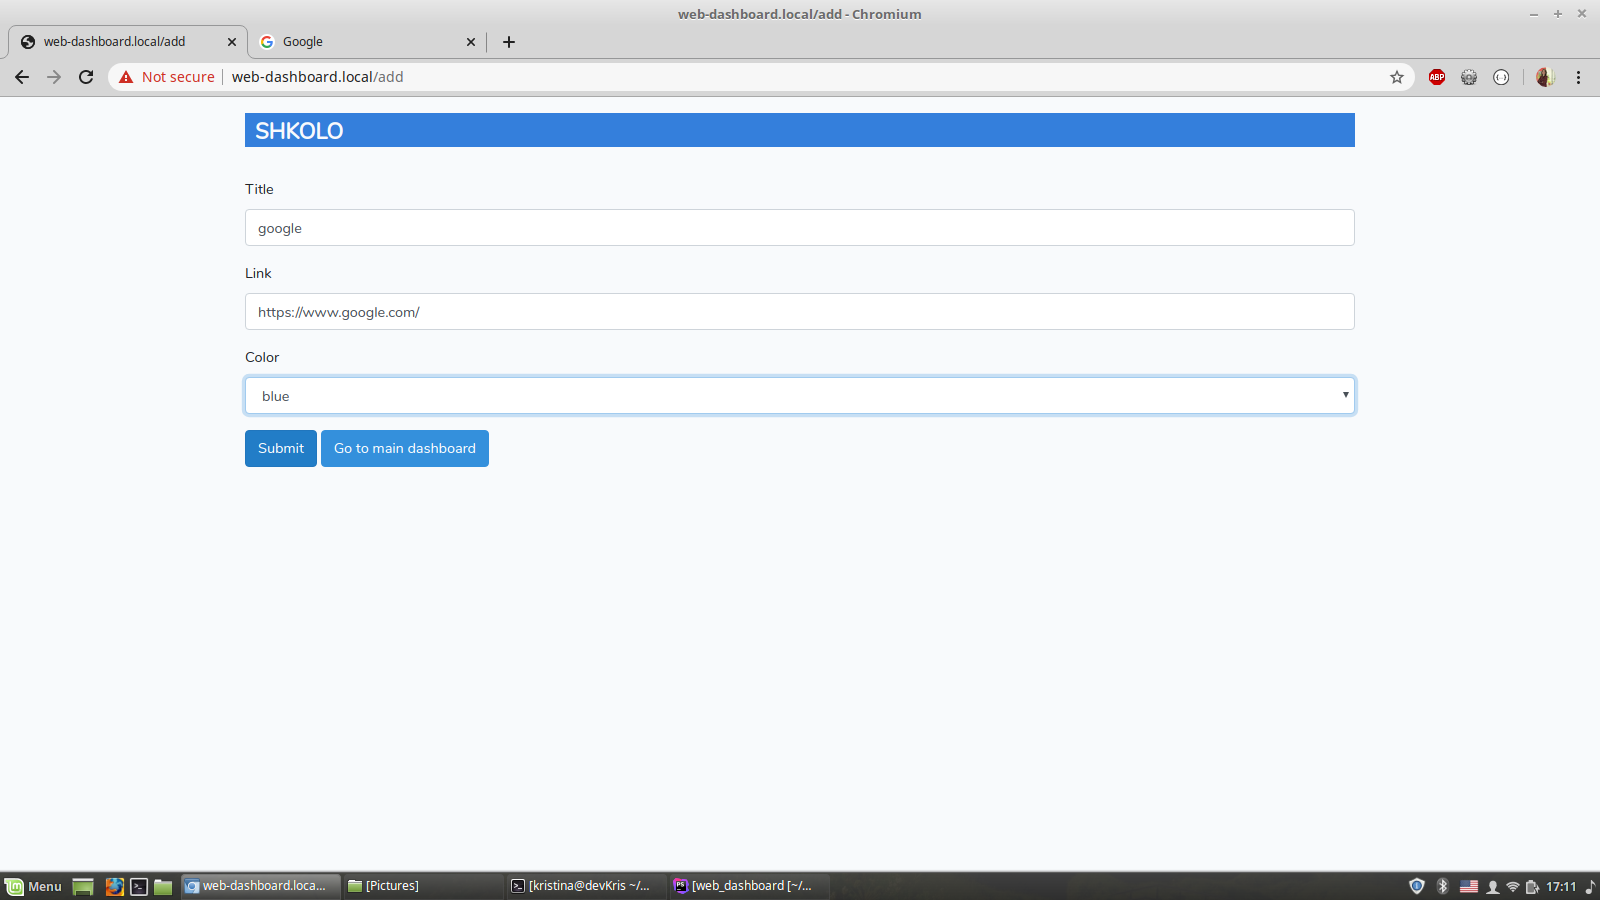 web-dashboard.local/add - Chromium
web-dashboard.local/add
Google
Not secure
web-dashboard.local/add
ABP
SHKOLO
Title
google
Link
https://www.google.com/
Color
blue
Submit
Go to main dashboard
Menu
web-dashboard.loca...
[Pictures]
[kristina@devKris ~/...
PS
[web_dashboard [~/...
17:11